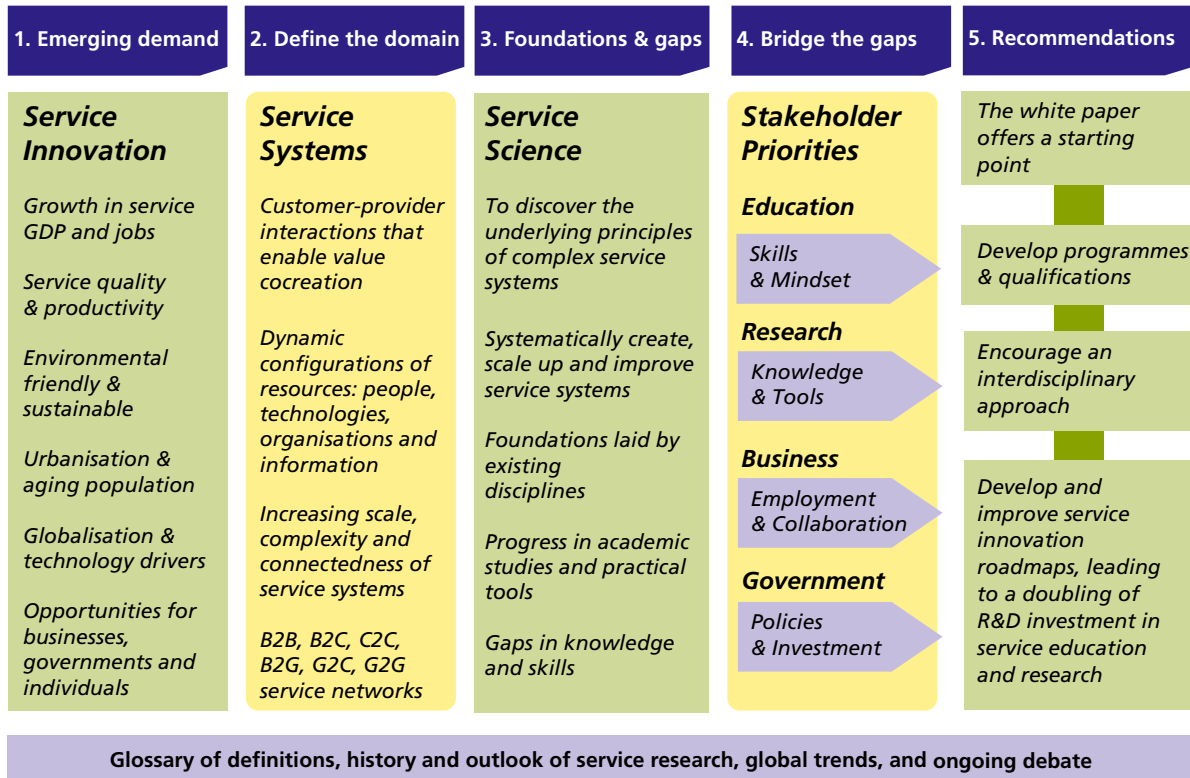 1. Emerging demand
2. Define the domain
3. Foundations & gaps
4. Bridge the gaps
5. Recommendations
Service
Innovation
Growth in service
GDP and jobs
Service quality
& productivity
Environmental
friendly &
sustainable
Urbanisation &
aging population
Globalisation &
technology drivers
Opportunities for
businesses,
governments and
individuals
Service
Systems
Customer-provider
interactions that
enable value
cocreation
Dynamic
configurations of
resources: people,
technologies,
organisations and
information
Increasing scale,
complexity and
connectedness of
service systems
B2B, B2C, C2C,
B2G, G2C, G2G
service networks
Service
Science
To discover the
underlying principles
of complex service
systems
Systematically create,
scale up and improve
service systems
Foundations laid by
existing
disciplines
Progress in academic
studies and practical
tools
Gaps in knowledge
and skills
Stakeholder
Priorities
Education
Skills
& Mindset
Research
Knowledge
& Tools
Business
Employment
& Collaboration
Government
Policies
& Investment
The white paper
offers a starting
point
Develop programmes
& qualifications
Encourage an
interdisciplinary
approach
Develop and
improve service
innovation
roadmaps, leading
to a doubling of
R&D investment in
service education
and research
Glossary of definitions, history and outlook of service research, global trends, and ongoing debate